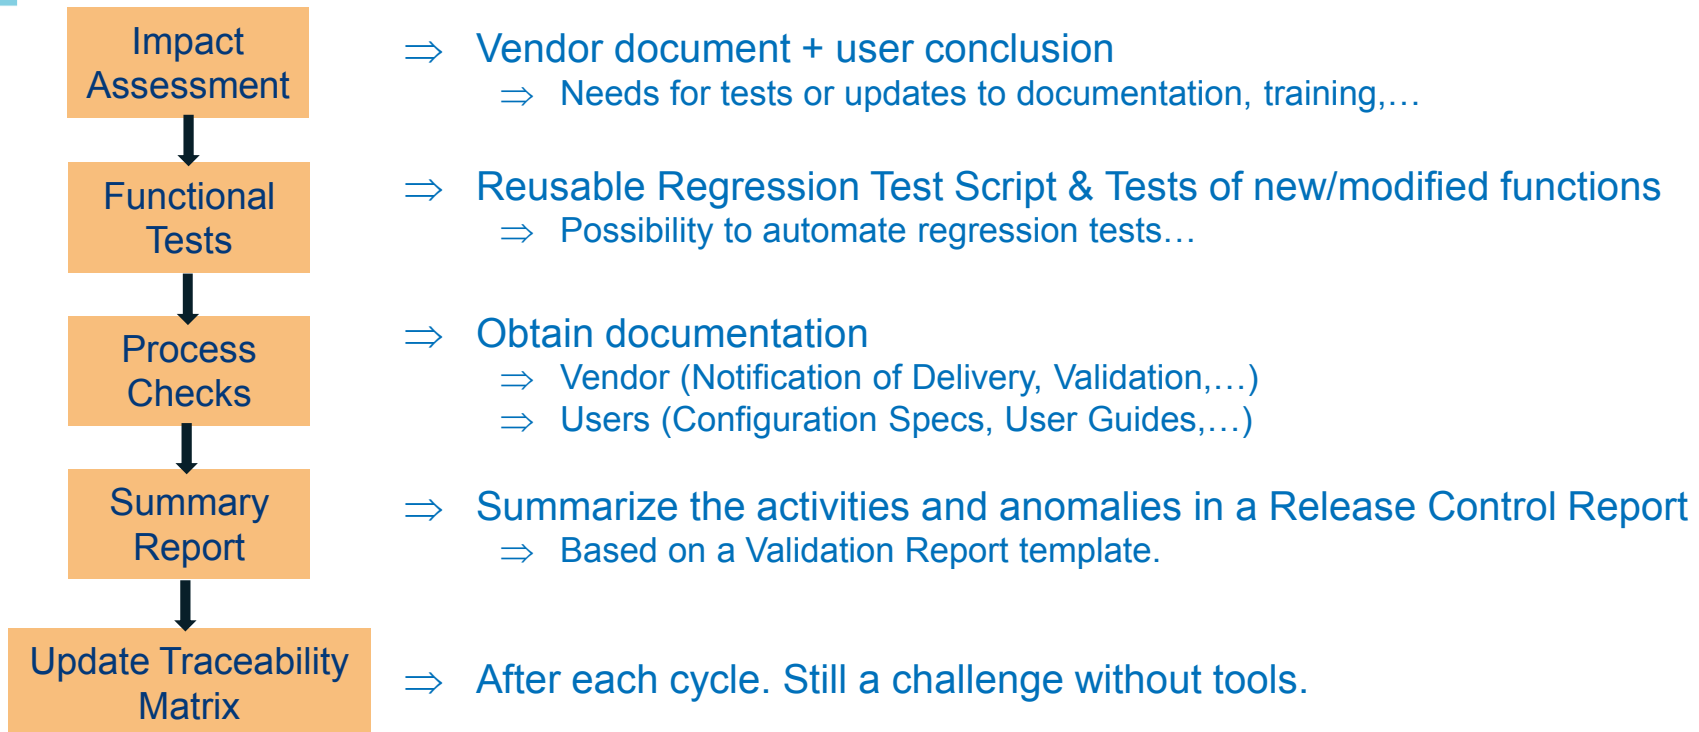 Impact
Assessment
⇒ Vendor document + user conclusion
⇒ Needs for tests or updates to documentation, training,…
Functional
Tests
⇒ Reusable Regression Test Script & Tests of new/modified functions
⇒ Possibility to automate regression tests…
Process
Checks
⇒ Obtain documentation
⇒ Vendor (Notification of Delivery, Validation,…)
⇒ Users (Configuration Specs, User Guides,…)
Summary
Report
⇒ Summarize the activities and anomalies in a Release Control Report
⇒ Based on a Validation Report template.
Update Traceability
Matrix
⇒ After each cycle. Still a challenge without tools.